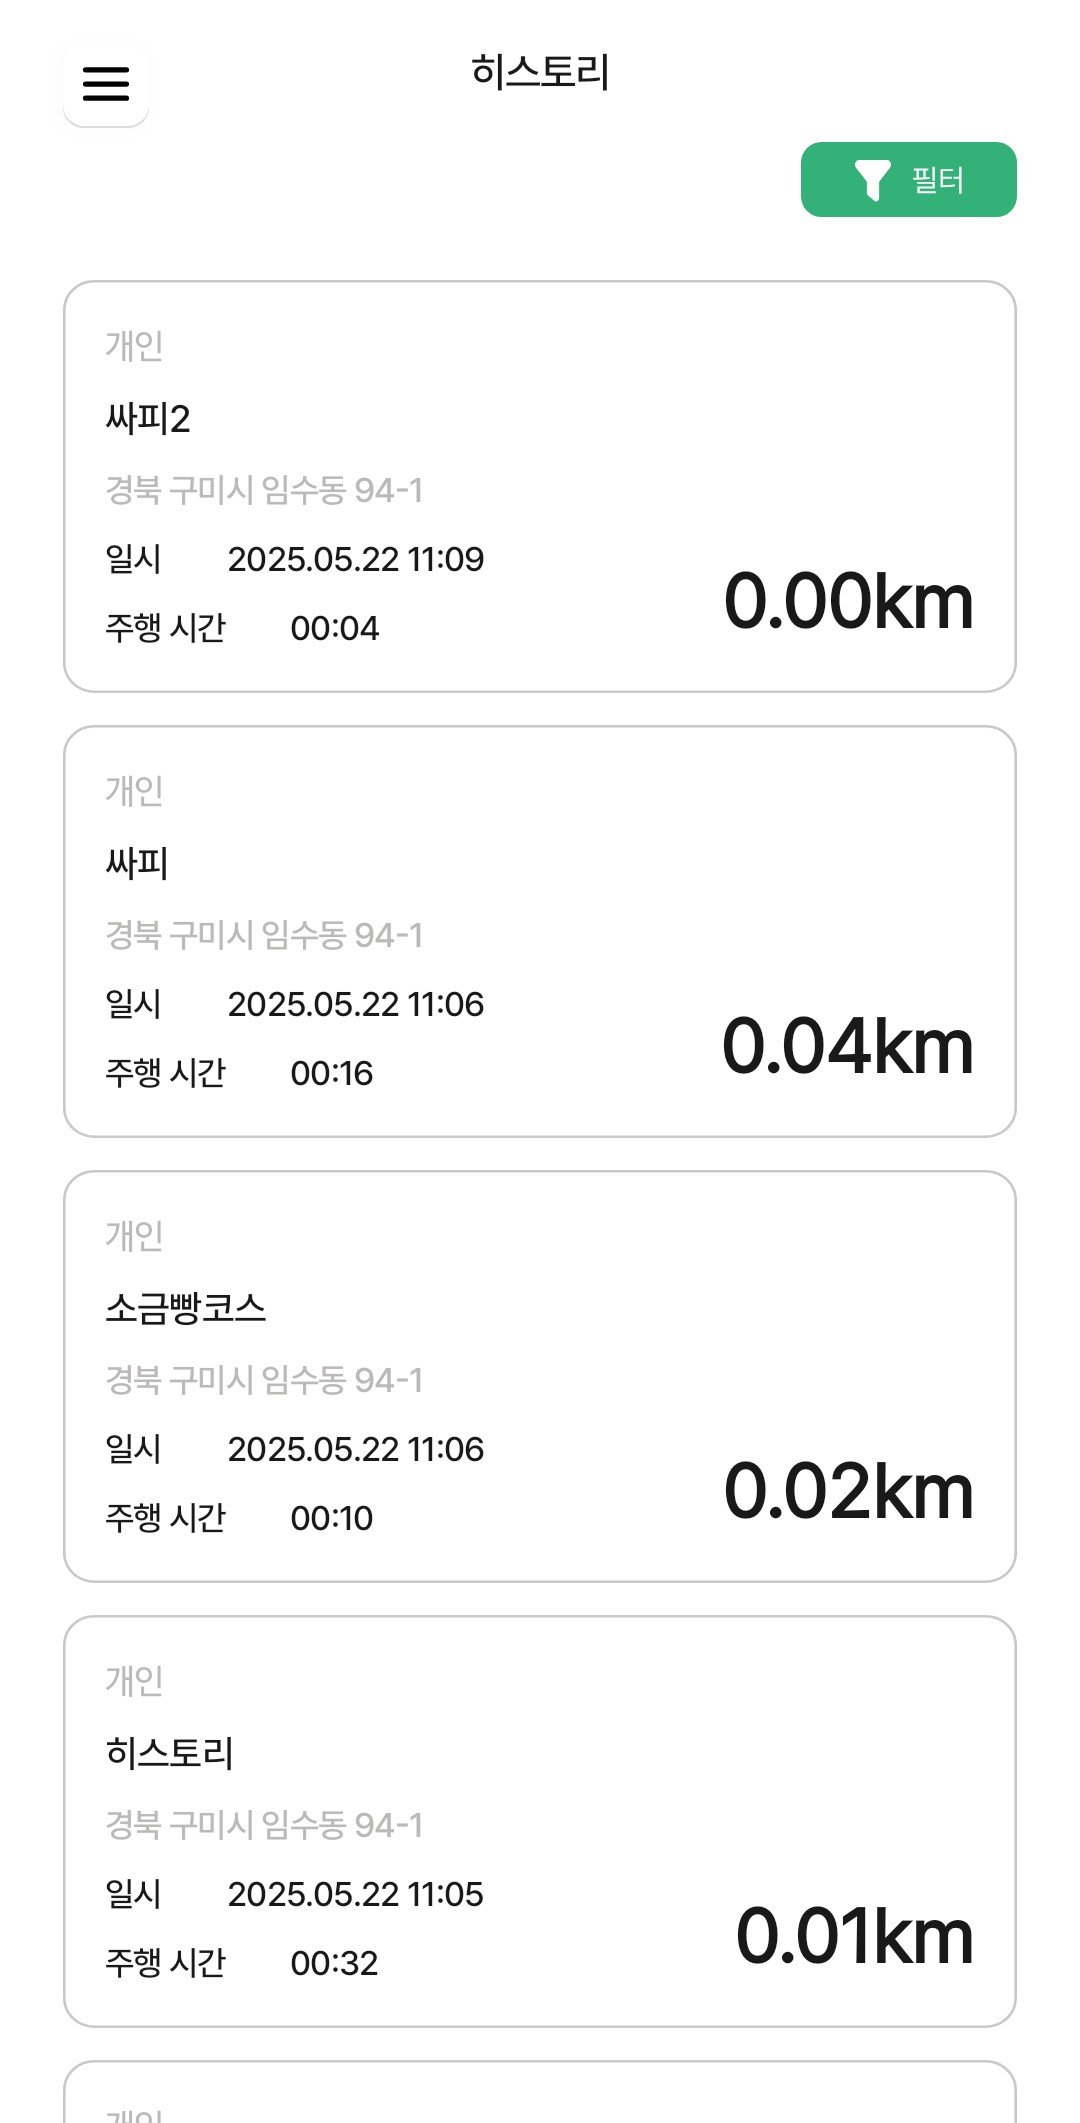 히스토리
필터
개인
싸피2
경북 구미시 임수동 94-1
일시 2025.05.22 11:09
주행 시간 00:04
0.00km
개인
싸피
경북 구미시 임수동 94-1
일시 2025.05.22 11:06
주행 시간 00:16
0.04km
개인
소금빵코스
경북 구미시 임수동 94-1
일시 2025.05.22 11:06
주행 시간 00:10
0.02km
개인
히스토리
경북 구미시 임수동 94-1
일시 2025.05.22 11:05
주행 시간 00:32
0.01km
개인